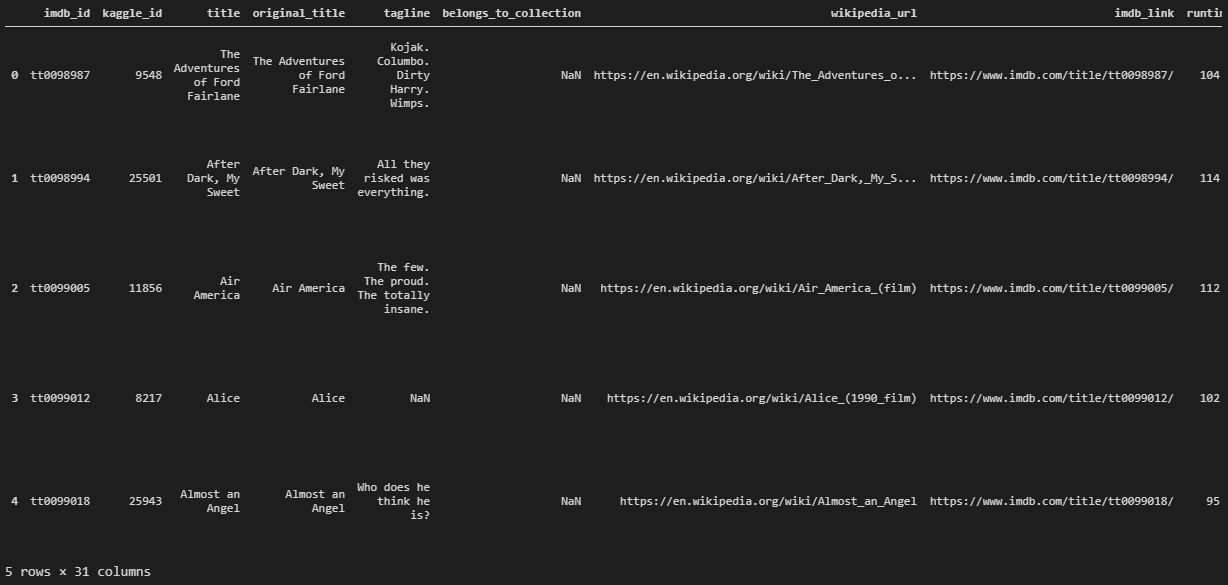 imdb_id kaggle_id title original_title tagline belongs_to_collection wikipedia_url imdb_link runtin
0 tt0098987 9548 The Adventures of Ford Fairlane The Adventures of Ford Fairlane Kojak. Columbo. Dirty Harry. Wimps. NaN https://en.wikipedia.org/wiki/The_Adventures_o... https://www.imdb.com/title/tt0098987/ 104
1 tt0098994 25501 After Dark, My Sweet After Dark, My Sweet All they risked was everything. NaN https://en.wikipedia.org/wiki/After_Dark,_My_S... https://www.imdb.com/title/tt0098994/ 114
2 tt0099005 11856 Air America Air America The few. The proud. The totally insane. NaN https://en.wikipedia.org/wiki/Air_America_(film) https://www.imdb.com/title/tt0099005/ 112
3 tt0099012 8217 Alice Alice NaN NaN https://en.wikipedia.org/wiki/Alice_(1990_film) https://www.imdb.com/title/tt0099012/ 102
4 tt0099018 25943 Almost an Angel Almost an Angel Who does he think he is? NaN https://en.wikipedia.org/wiki/Almost_an_Angel https://www.imdb.com/title/tt0099018/ 95
5 rows × 31 columns